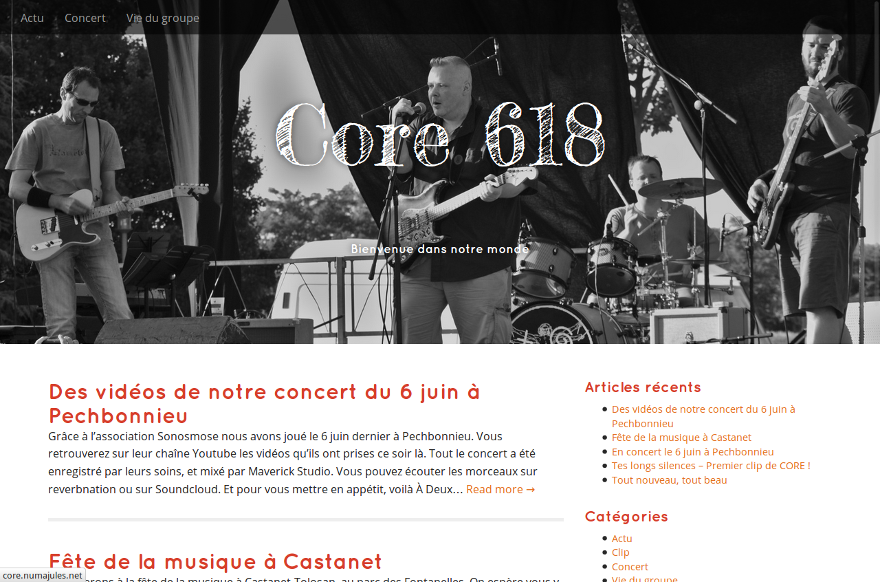 Actu Concert Vie du groupe
Core 618
Bienvenue dans notre monde
Des vidéos de notre concert du 6 juin à
Pechbonnieu
Grâce à l'association Sonosmose nous avons joué le 6 juin dernier à Pechbonnieu. Vous
retrouverez sur leur chaîne Youtube les vidéos qu'ils ont prises ce soir là. Tout le concert a été
enregistré par leurs soins, et mixé par Maverick Studio. Vous pouvez écouter les morceaux sur
reverbnation ou sur Soundcloud. Et pour vous mettre en appétit, voilà À Deux… Read more →
Fête de la musique à Castanet
à la fête de la musique à Castanet-Tolosan, au parc des Fontanelles. On espère vous y
core.numajules.net
Articles récents
Des vidéos de notre concert du 6 juin à
Pechbonnieu
Fête de la musique à Castanet
En concert le 6 juin à Pechbonnieu
Tes longs silences – Premier clip de CORE !
Tout nouveau, tout beau
Catégories
Actu
Clip
Concert
Vie du groupe